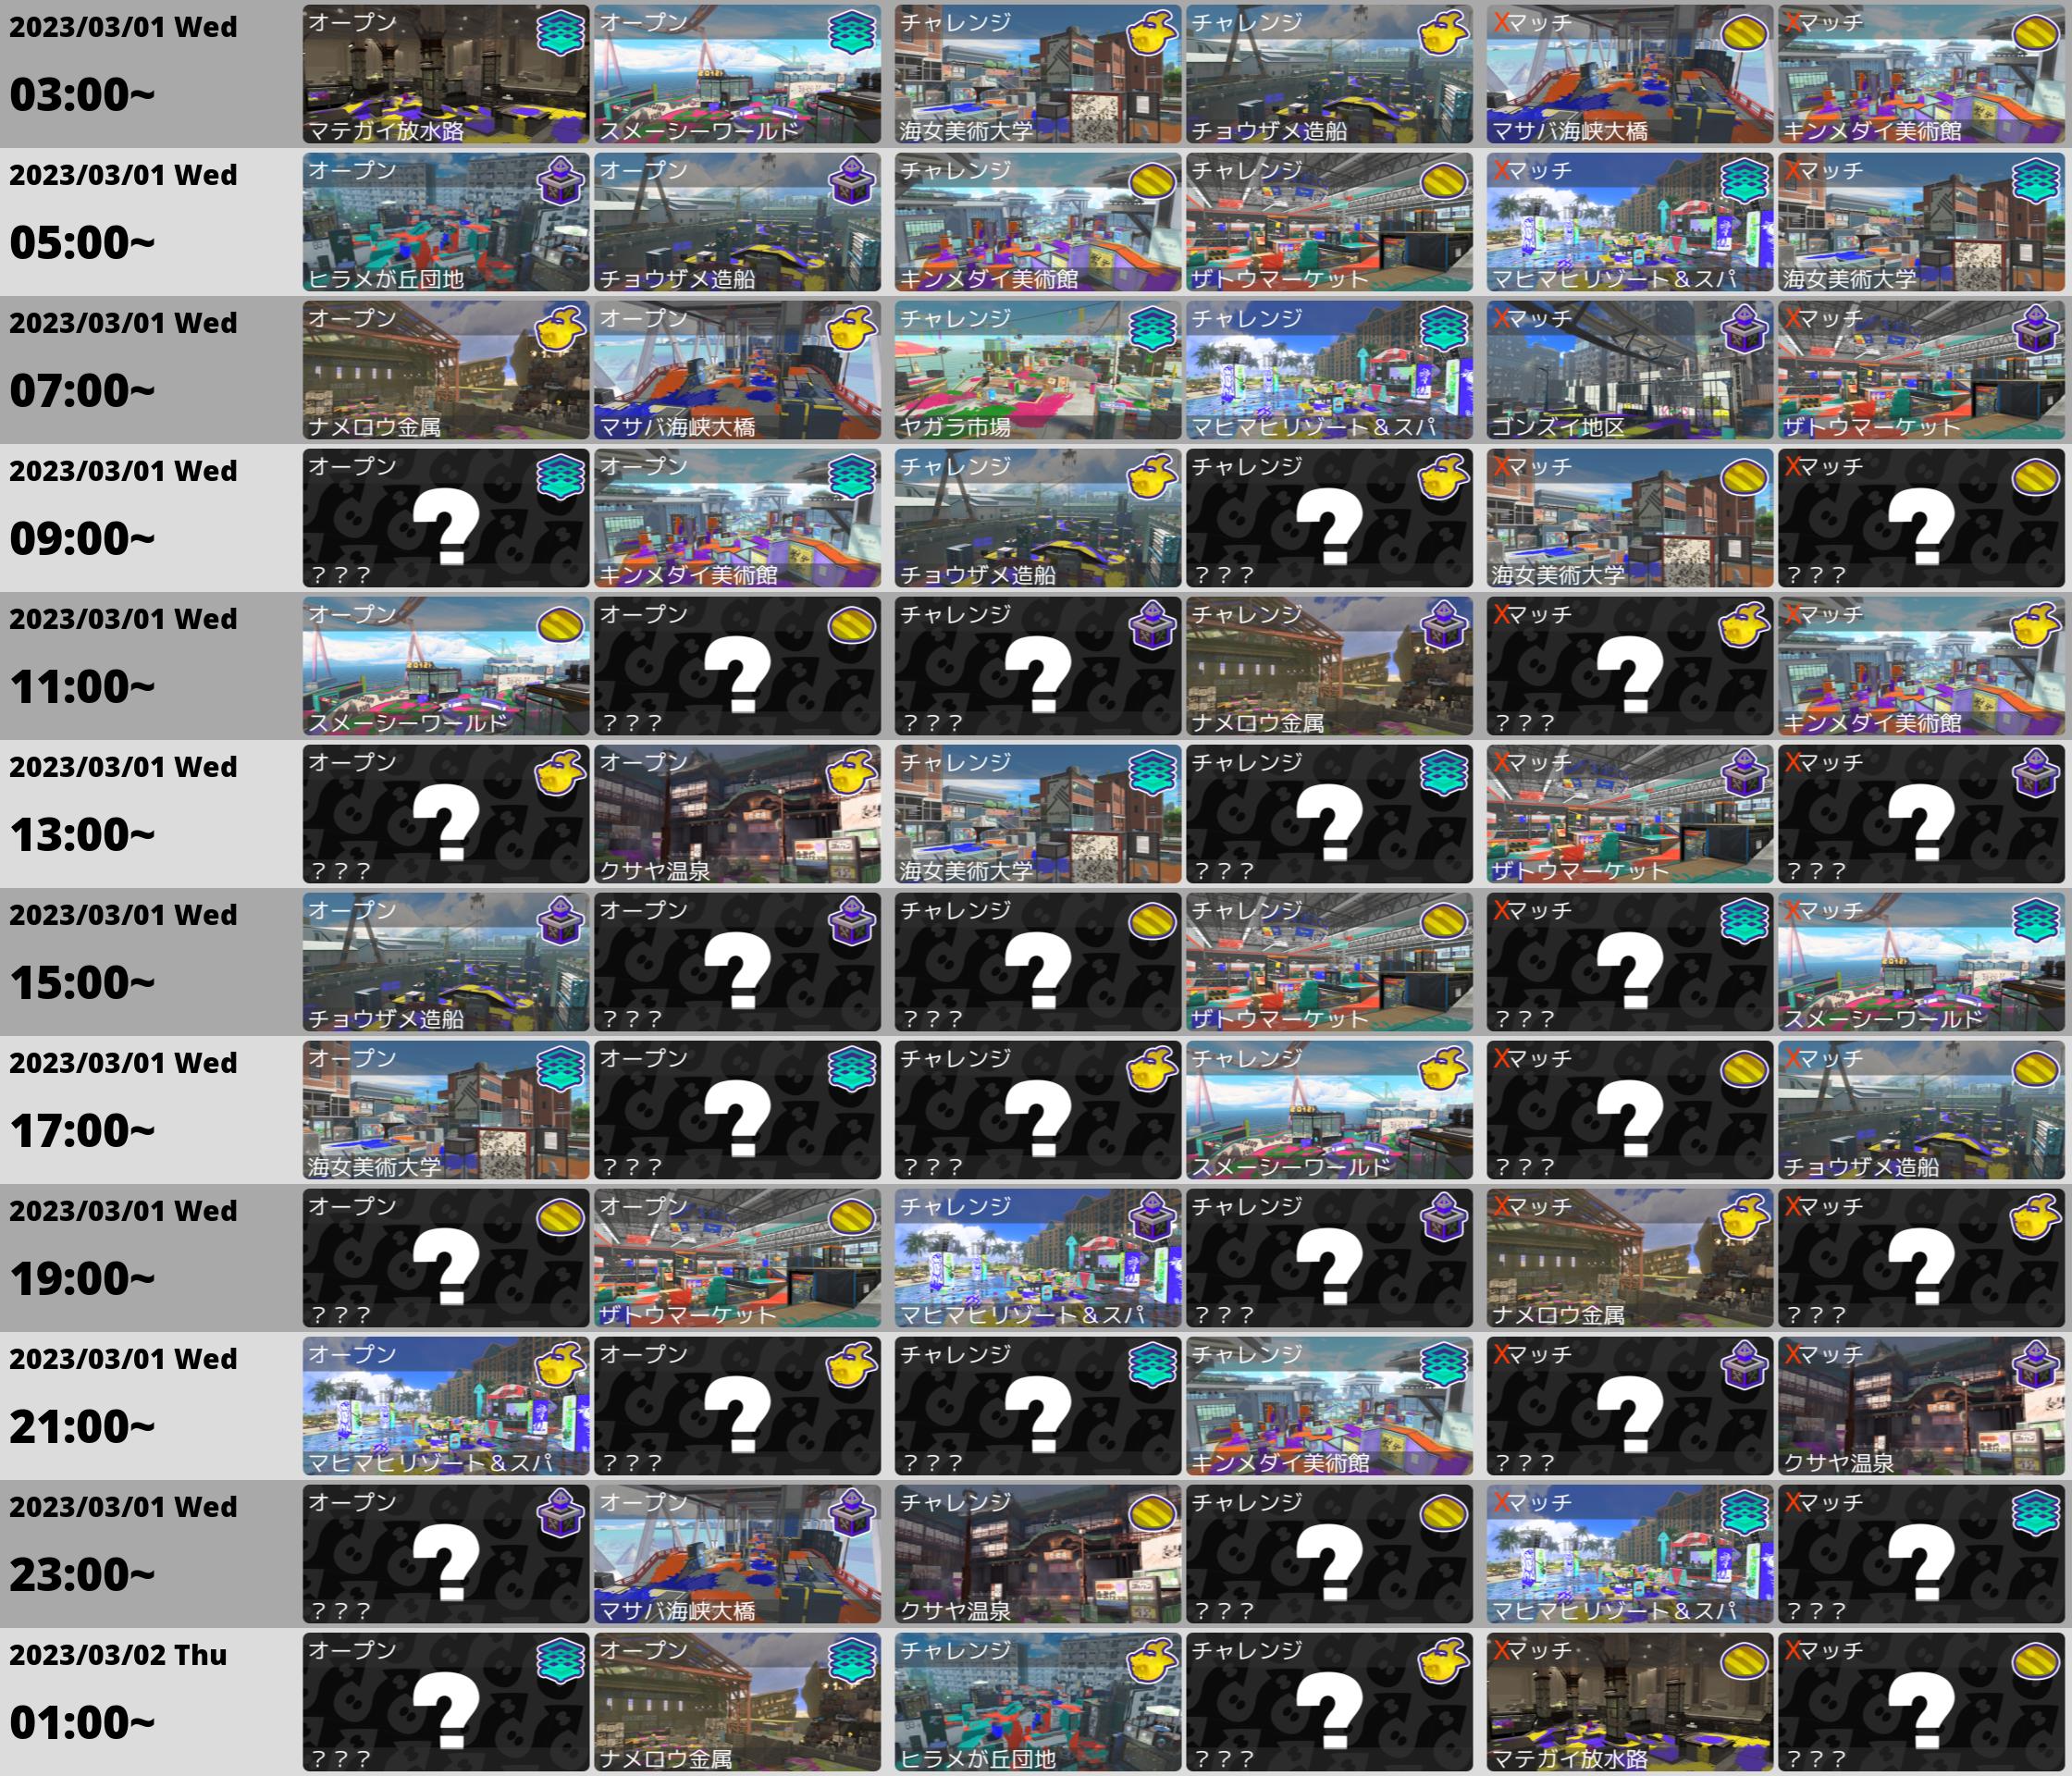 2023/03/01 Wed
03:00~
オープン
マテガイ放水路
オープン
スメーシーワールド
チャレンジ
海女美術大学
チャレンジ
チョウザメ造船
Xマッチ
マサバ海峡大橋
Xマッチ
キンメダイ美術館
2023/03/01 Wed
05:00~
オープン
ヒラメが丘団地
オープン
チョウザメ造船
チャレンジ
キンメダイ美術館
チャレンジ
ザトウマーケット
Xマッチ
マヒマヒリゾート＆スパ
Xマッチ
海女美術大学
2023/03/01 Wed
07:00~
オープン
ナメロウ金属
オープン
マサバ海峡大橋
チャレンジ
ヤガラ市場
チャレンジ
マヒマヒリゾート＆スパ
Xマッチ
ゴンズイ地区
Xマッチ
ザトウマーケット
2023/03/01 Wed
09:00~
オープン
?
？？？
オープン
キンメダイ美術館
チャレンジ
チョウザメ造船
チャレンジ
?
？？？
Xマッチ
海女美術大学
Xマッチ
?
？？？
2023/03/01 Wed
11:00~
オープン
スメーシーワールド
オープン
?
？？？
チャレンジ
?
？？？
チャレンジ
ナメロウ金属
Xマッチ
?
？？？
Xマッチ
キンメダイ美術館
2023/03/01 Wed
13:00~
オープン
?
？？？
オープン
クサヤ温泉
チャレンジ
海女美術大学
チャレンジ
?
？？？
Xマッチ
ザトウマーケット
Xマッチ
?
？？？
2023/03/01 Wed
15:00~
オープン
チョウザメ造船
オープン
?
？？？
チャレンジ
?
？？？
チャレンジ
ザトウマーケット
Xマッチ
?
？？？
Xマッチ
スメーシーワールド
2023/03/01 Wed
17:00~
オープン
海女美術大学
オープン
?
？？？
チャレンジ
?
？？？
チャレンジ
スメーシーワールド
Xマッチ
?
？？？
Xマッチ
チョウザメ造船
2023/03/01 Wed
19:00~
オープン
?
？？？
オープン
ザトウマーケット
チャレンジ
マヒマヒリゾート＆スパ
チャレンジ
?
？？？
Xマッチ
ナメロウ金属
Xマッチ
?
？？？
2023/03/01 Wed
21:00~
オープン
マヒマヒリゾート＆スパ
オープン
?
？？？
チャレンジ
?
？？？
チャレンジ
キンメダイ美術館
Xマッチ
?
？？？
Xマッチ
クサヤ温泉
2023/03/01 Wed
23:00~
オープン
?
？？？
オープン
マサバ海峡大橋
チャレンジ
クサヤ温泉
チャレンジ
?
？？？
Xマッチ
マヒマヒリゾート＆スパ
Xマッチ
?
？？？
2023/03/02 Thu
01:00~
オープン
?
？？？
オープン
ナメロウ金属
チャレンジ
ヒラメが丘団地
チャレンジ
?
？？？
Xマッチ
マテガイ放水路
Xマッチ
?
？？？